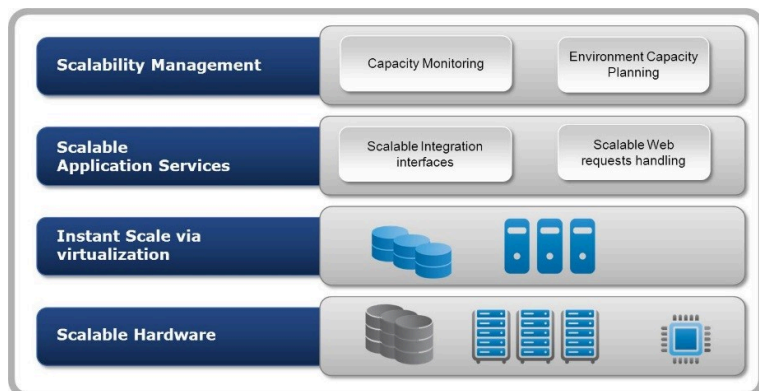 Scalability Management
Capacity Monitoring
Environment Capacity
Planning
Scalable
Application Services
Scalable Integration
interfaces
Scalable Web
requests handling
Instant Scale via
virtualization
Scalable Hardware